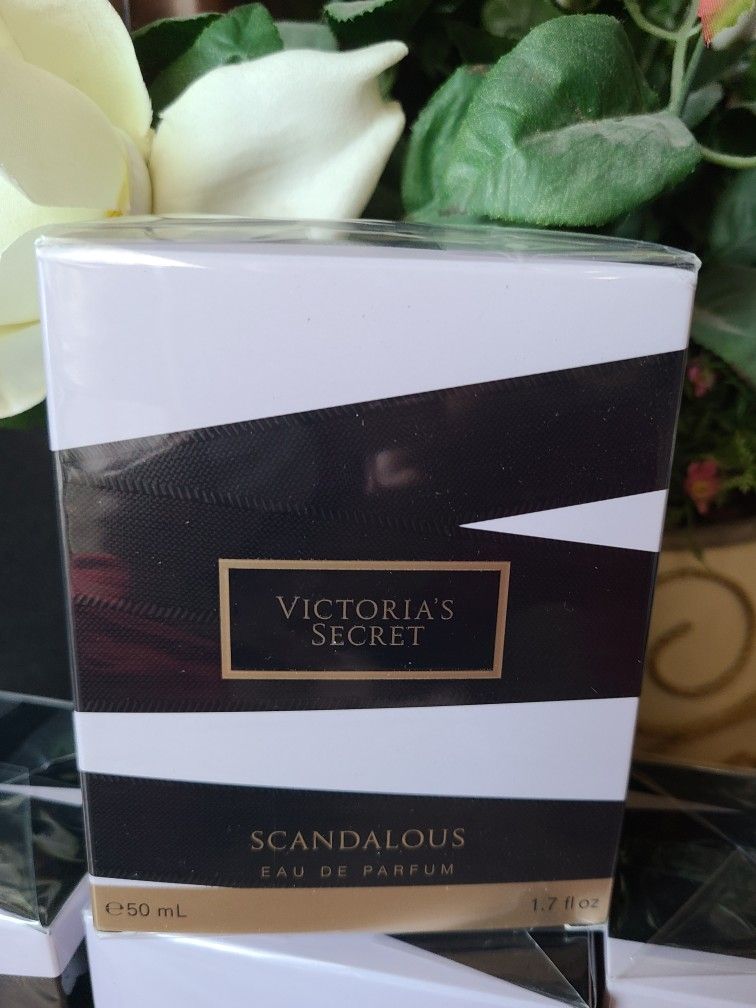 VICTORIA'S
SECRET
SCANDALOUS
EAU DE PARFUM
℮50 mL 1.7 fl oz